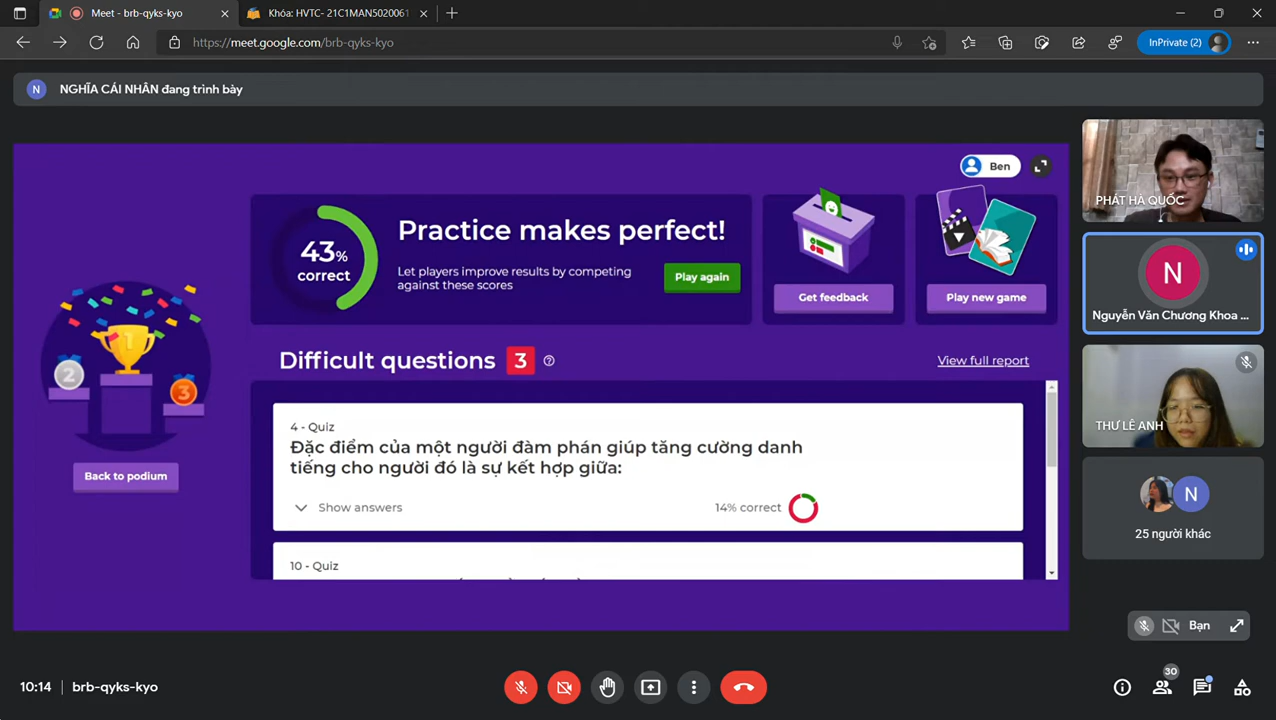 Meet - brb-qyks-kyo
Khóa: HVTC- 21C1MAN5020061
https://meet.google.com/brb-qyks-kyo
InPrivate (2)
N
NGHĨA CÁI NHÂN đang trình bày
Ben
43%
correct
Practice makes perfect!
Let players improve results by competing
against these scores
Play again
Get feedback
Play new game
1
2
3
Back to podium
Difficult questions 3
View full report
4 - Quiz
Đặc điểm của một người đàm phán giúp tăng cường danh
tiếng cho người đó là sự kết hợp giữa:
Show answers
14% correct
10 - Quiz
PHÁT HÀ QUỐC
N
Nguyễn Văn Chương Khoa ...
THƯ LÊ ANH
N
25 người khác
Bạn
10:14 | brb-qyks-kyo
30